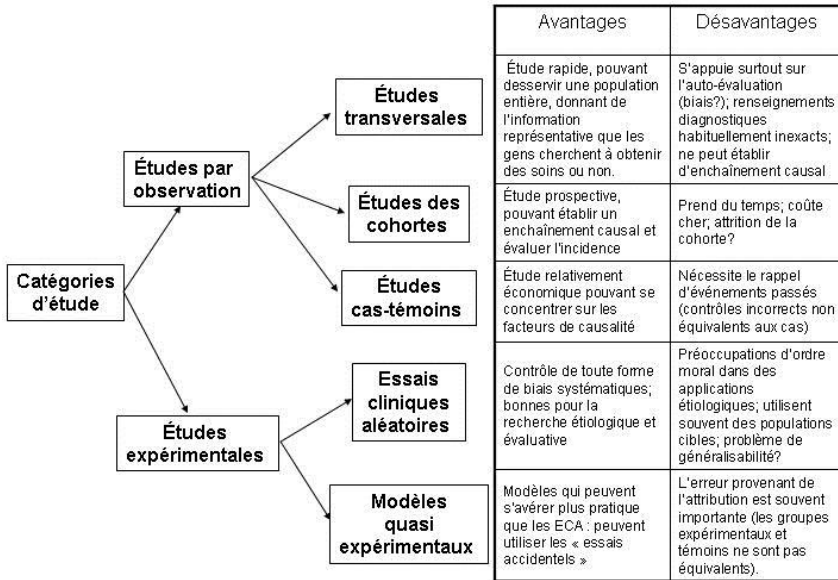 Catégories
d'étude
Études par
observation
Études
expérimentales
Études
transversales
Études des
cohortes
Études
cas-témoins
Essais
cliniques
aléatoires
Modèles
quasi
expérimentaux
Avantages
Désavantages
Étude rapide, pouvant
desservir une population
entière, donnant de
l'information
représentative que les
gens cherchent à obtenir
des soins ou non.
S'appuie surtout sur
l'auto-évaluation
(biais?); renseignements
diagnostiques
habituellement inexacts;
ne peut établir
d'enchaînement causal
Étude prospective,
pouvant établir un
enchaînement causal et
évaluer l'incidence
Prend du temps; coûte
cher; attrition de la
cohorte?
Étude relativement
économique pouvant se
concentrer sur les
facteurs de causalité
Nécessite le rappel
d'événements passés
(contrôles incorrects non
équivalents aux cas)
Contrôle de toute forme
de biais systématiques;
bonnes pour la
recherche étiologique et
évaluative
Préoccupations d'ordre
moral dans des
applications
étiologiques; utilisent
souvent des populations
cibles; problème de
généralisabilité?
Modèles qui peuvent
s'avérer plus pratique
que les ECA : peuvent
utiliser les « essais
accidentels »
L'erreur provenant de
l'attribution est souvent
importante (les groupes
expérimentaux et
témoins ne sont pas
équivalents).